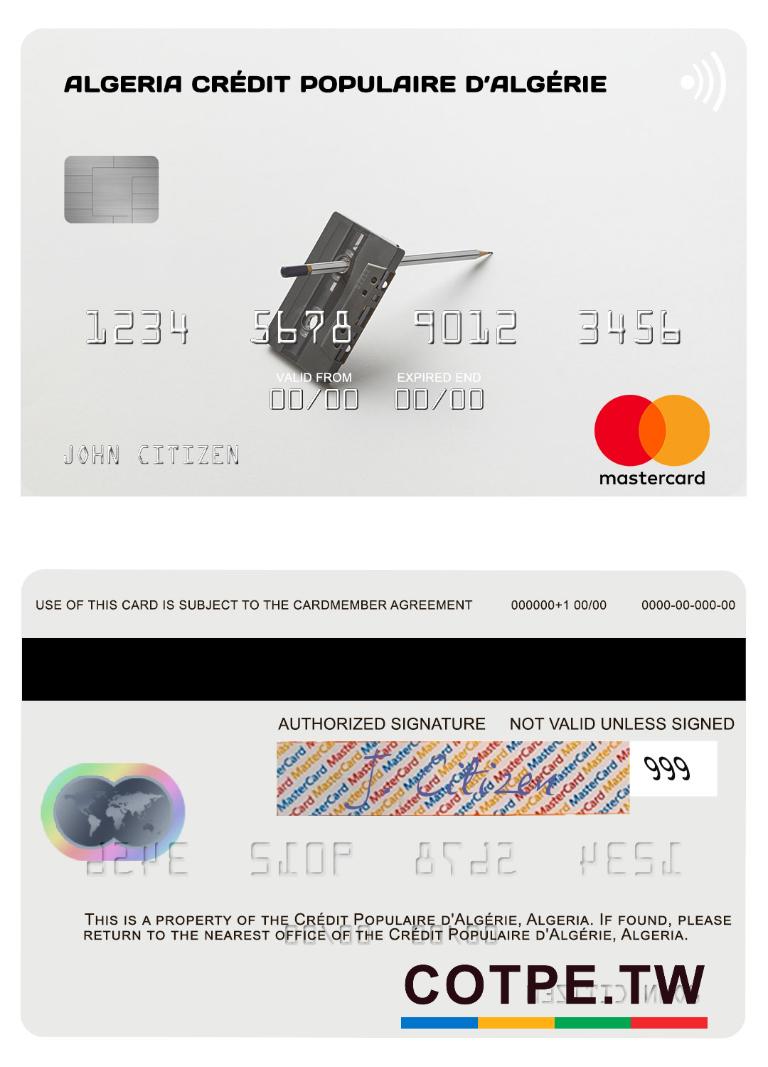 ALGERIA CRÉDIT POPULAIRE D'ALGÉRIE
1234 5678 9012 3456
VALID FROM EXPIRED END
00/00 00/00
JOHN CITIZEN
mastercard
USE OF THIS CARD IS SUBJECT TO THE CARDMEMBER AGREEMENT 000000+1 00/00 0000-00-000-00
AUTHORIZED SIGNATURE NOT VALID UNLESS SIGNED
MasterCard MasterCard MasterCard
J Citizen
999
THIS IS A PROPERTY OF THE CRÉDIT POPULAIRE D'ALGÉRIE, ALGERIA. IF FOUND, PLEASE
RETURN TO THE NEAREST OFFICE OF THE CRÉDIT POPULAIRE D'ALGÉRIE, ALGERIA.
COTPE.TW